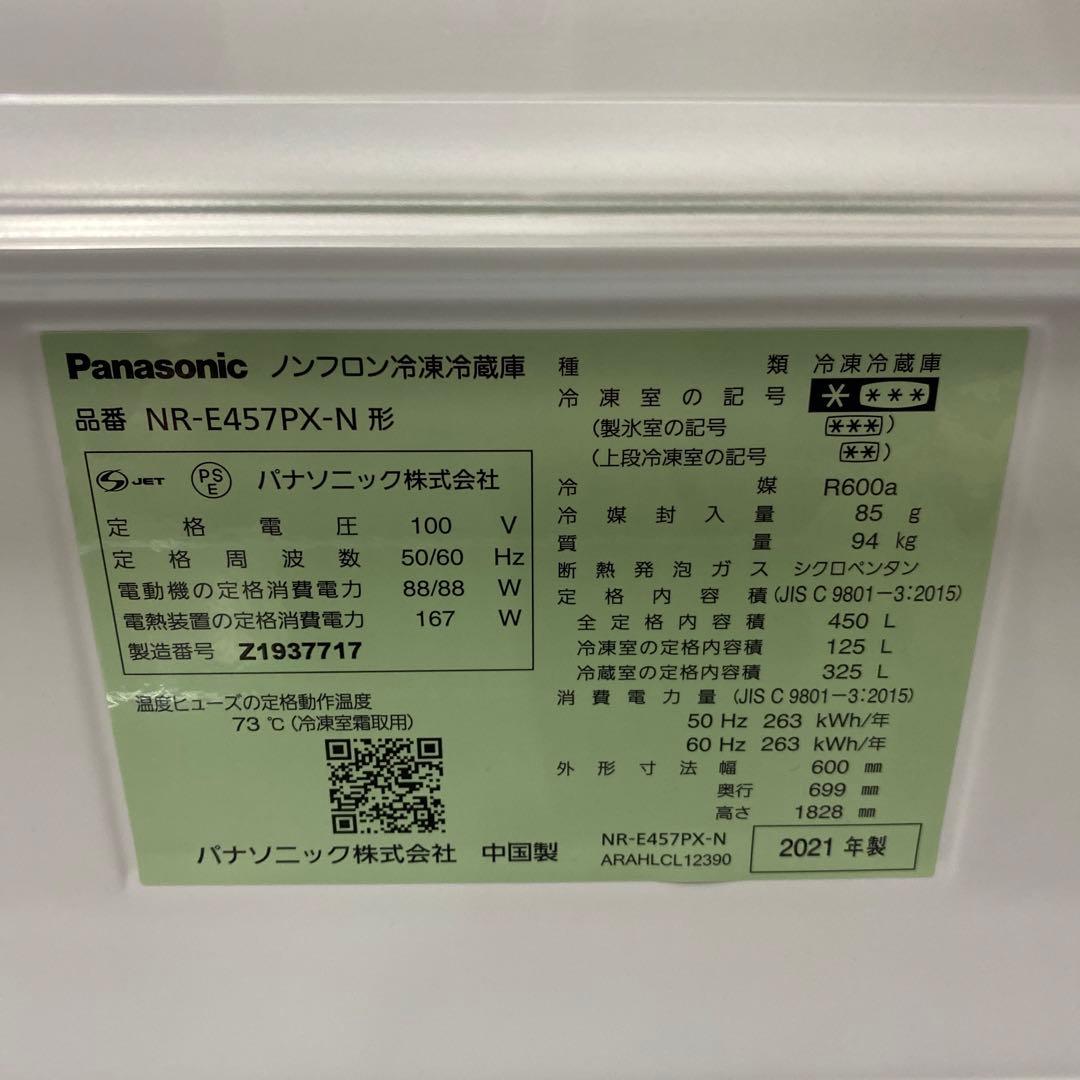 Panasonic ノンフロン冷凍冷蔵庫
品番 NR-E457PX-N 形
JET PSE パナソニック株式会社
定格電圧 100 V
定格周波数 50/60 Hz
電動機の定格消費電力 88/88 W
電熱装置の定格消費電力 167 W
製造番号 Z1937717
温度ヒューズの定格動作温度
73 ℃ (冷凍室霜取用)
パナソニック株式会社 中国製
種類 冷凍冷蔵庫
冷凍室の記号 * ***
(製氷室の記号 ***)
(上段冷凍室の記号 **)
冷媒 R600a
冷媒封入量 85 g
質量 94 kg
断熱発泡ガス シクロペンタン
定格内容積 (JIS C 9801-3:2015)
全定格内容積 450 L
冷凍室の定格内容積 125 L
冷蔵室の定格内容積 325 L
消費電力量 (JIS C 9801-3:2015)
50 Hz 263 kWh/年
60 Hz 263 kWh/年
外形寸法幅 600 ㎜
奥行 699 ㎜
高さ 1828 ㎜
NR-E457PX-N
ARAHLCL12390
2021 年製